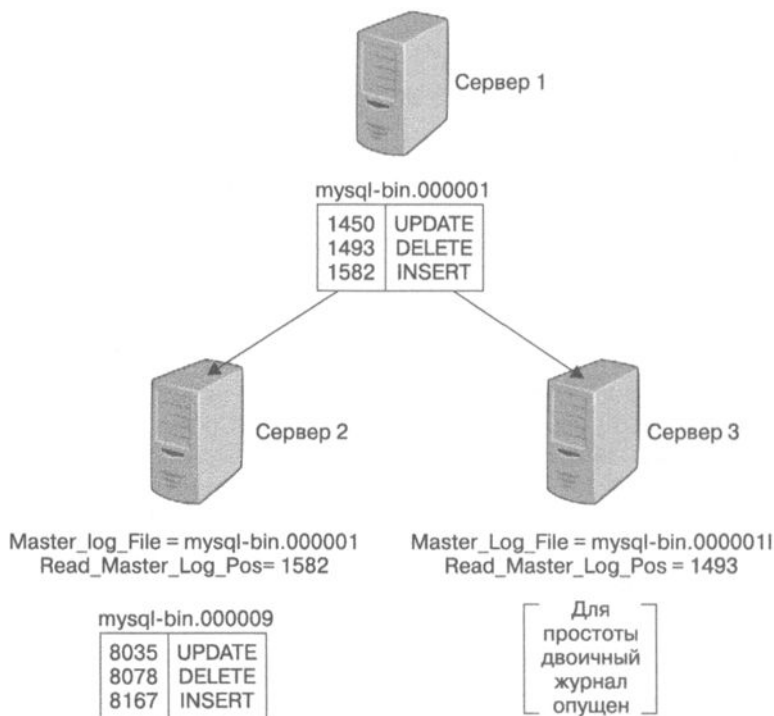 Сервер 1
mysql-bin.000001
1450 UPDATE
1493 DELETE
1582 INSERT
Сервер 2
Сервер 3
Master_log_File = mysql-bin.000001
Read_Master_Log_Pos= 1582
Master_Log_File = mysql-bin.000001l
Read_Master_Log_Pos = 1493
mysql-bin.000009
8035 UPDATE
8078 DELETE
8167 INSERT
Для
простоты
двоичный
журнал
опущен